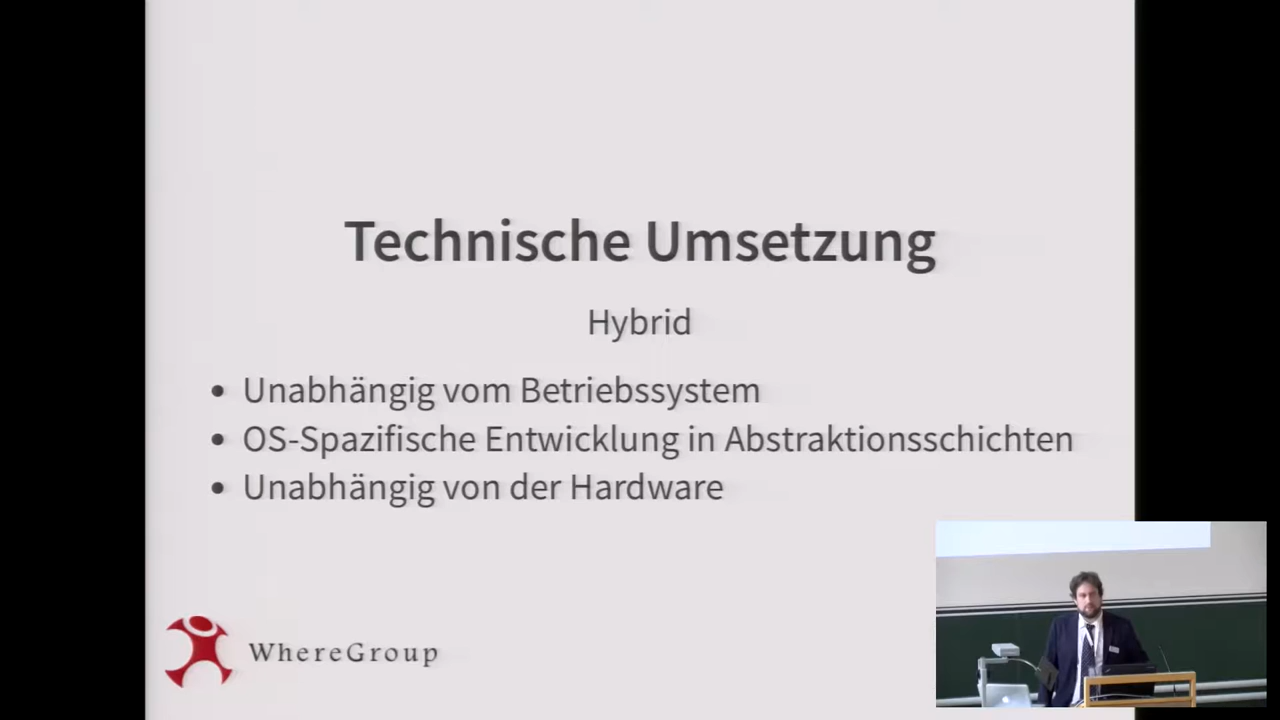 Technische Umsetzung
Hybrid
• Unabhängig vom Betriebssystem
• OS-Spazifische Entwicklung in Abstraktionsschichten
• Unabhängig von der Hardware
WhereGroup